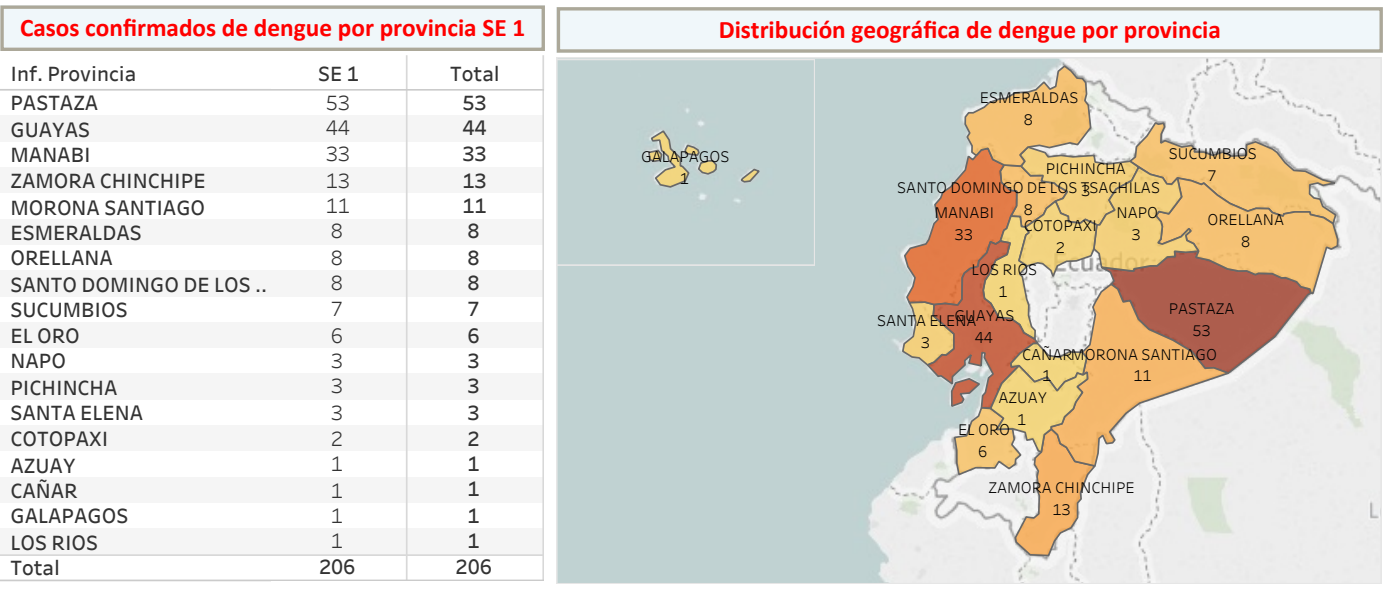 Casos confirmados de dengue por provincia SE 1
Inf. Provincia SE 1 Total
PASTAZA 53 53
GUAYAS 44 44
MANABI 33 33
ZAMORA CHINCHIPE 13 13
MORONA SANTIAGO 11 11
ESMERALDAS 8 8
ORELLANA 8 8
SANTO DOMINGO DE LOS .. 8 8
SUCUMBIOS 7 7
EL ORO 6 6
NAPO 3 3
PICHINCHA 3 3
SANTA ELENA 3 3
COTOPAXI 2 2
AZUAY 1 1
CAÑAR 1 1
GALAPAGOS 1 1
LOS RIOS 1 1
Total 206 206
Distribución geográfica de dengue por provincia
ESMERALDAS
8
GALAPAGOS
1
SUCUMBIOS
7
PICHINCHA
3
SANTO DOMINGO DE LOS TSACHILAS
8
MANABI
33
NAPO
3
ORELLANA
8
COTOPAXI
2
Ecuador
LOS RIOS
1
PASTAZA
53
GUAYAS
44
SANTA ELENA
3
CAÑAR
1
MORONA SANTIAGO
11
AZUAY
1
EL ORO
6
ZAMORA CHINCHIPE
13
L